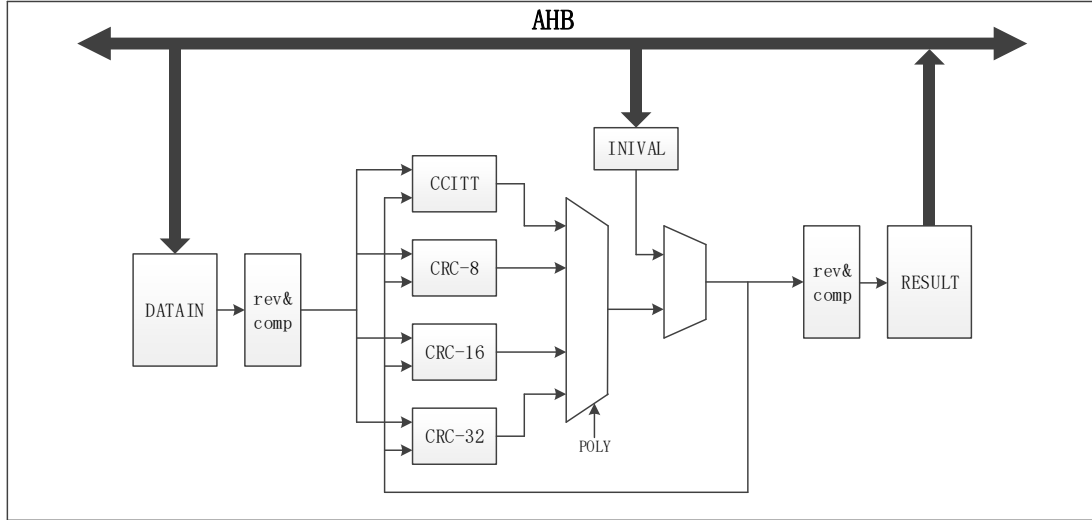 AHB
INIVAL
CCITT
CRC-8
CRC-16
CRC-32
DATAIN
rev&
comp
POLY
rev&
comp
RESULT